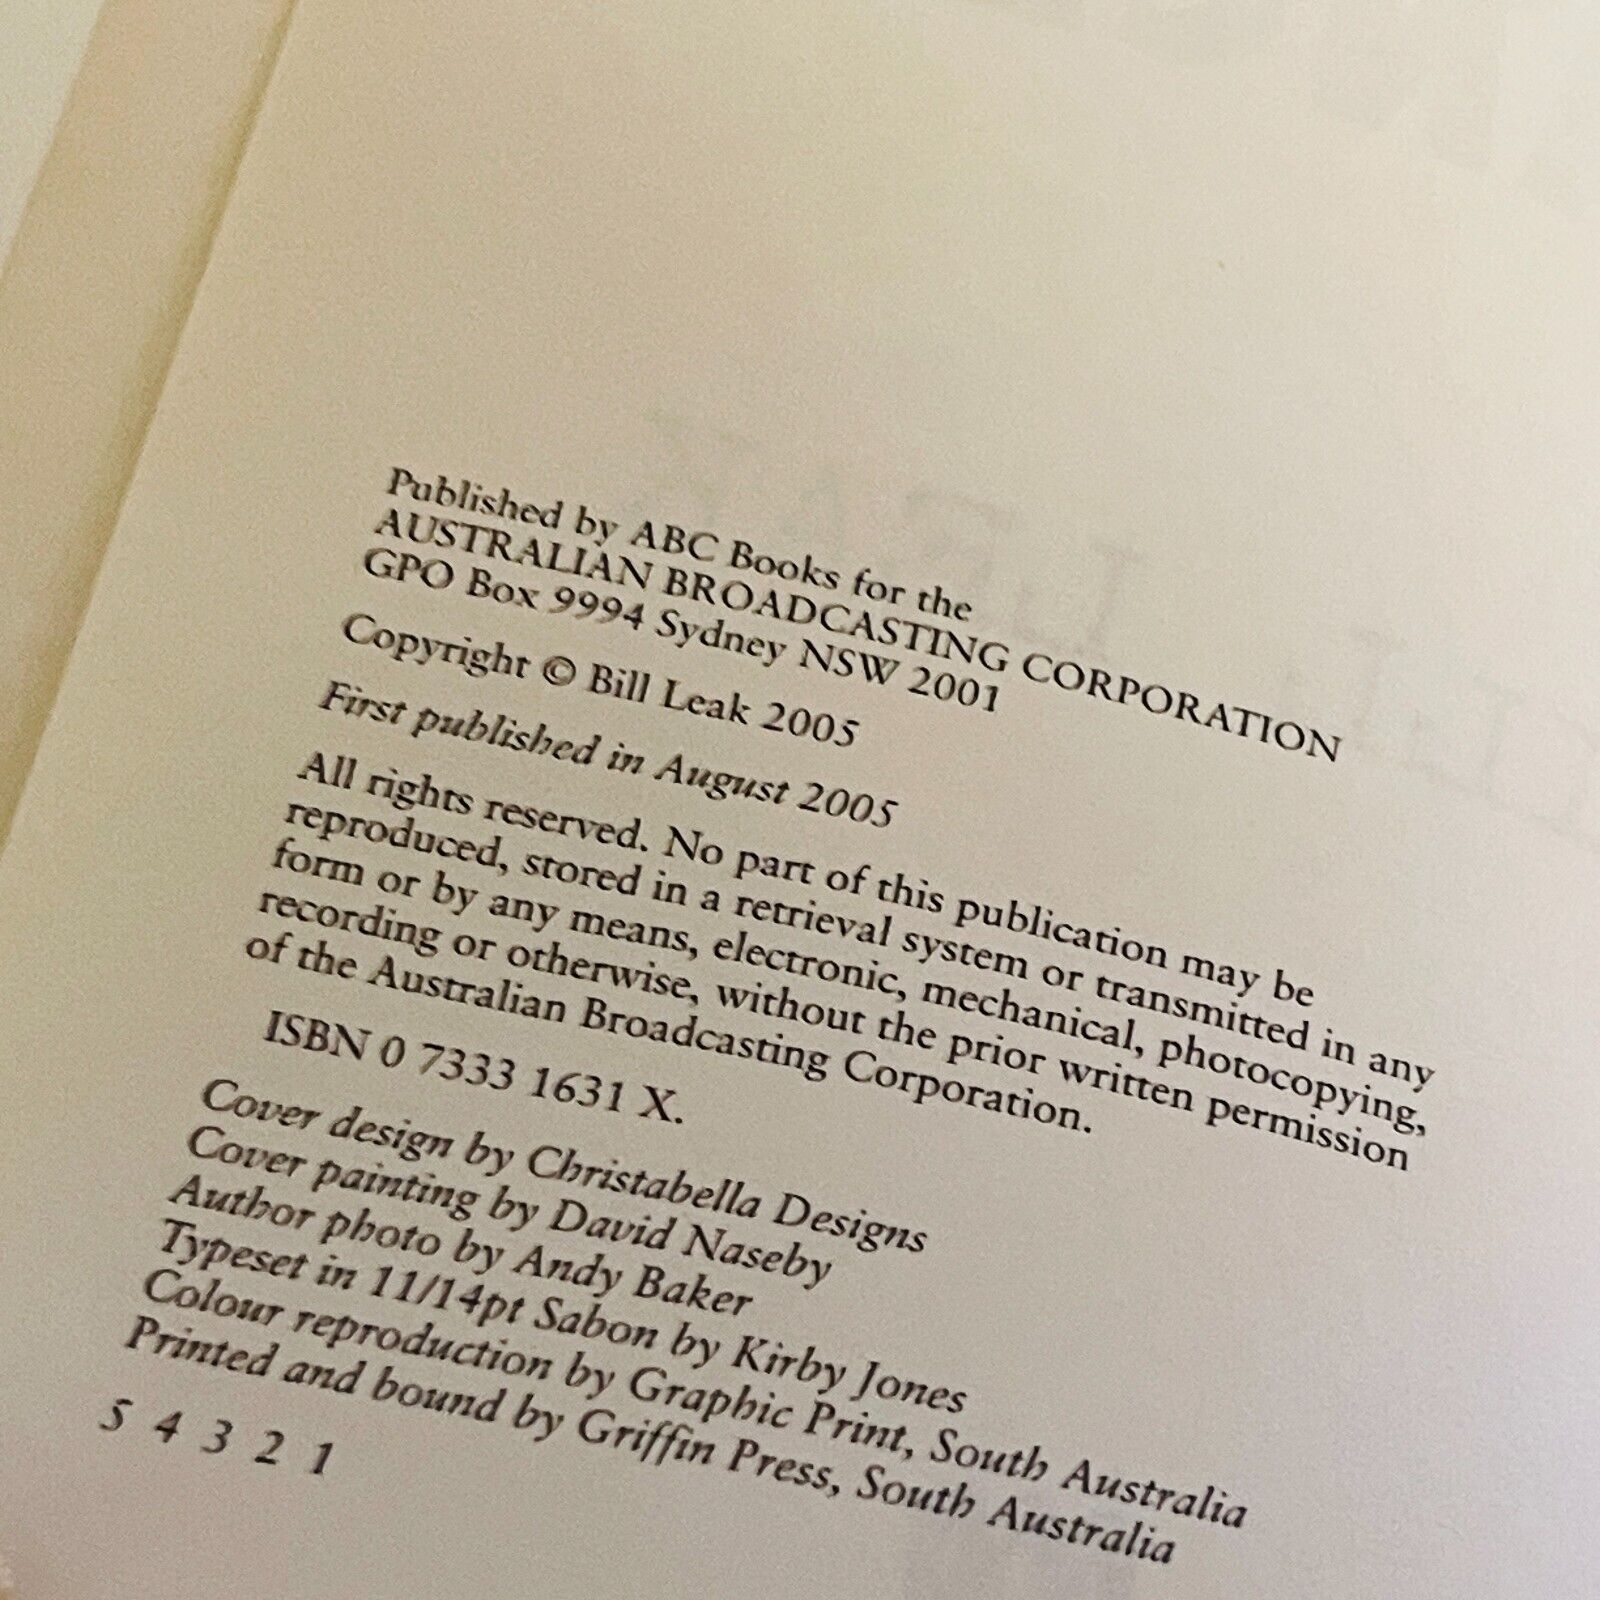 Published by ABC Books for the
AUSTRALIAN BROADCASTING CORPORATION
GPO Box 9994 Sydney NSW 2001
Copyright © Bill Leak 2005
First published in August 2005
All rights reserved. No part of this publication may be
reproduced, stored in a retrieval system or transmitted in any
form or by any means, electronic, mechanical, photocopying,
recording or otherwise, without the prior written permission
of the Australian Broadcasting Corporation.
ISBN 0 7333 1631 X.
Cover design by Christabella Designs
Cover painting by David Naseby
Author photo by Andy Baker
Typeset in 11/14pt Sabon by Kirby Jones
Colour reproduction by Graphic Print, South Australia
Printed and bound by Griffin Press, South Australia
5 4 3 2 1